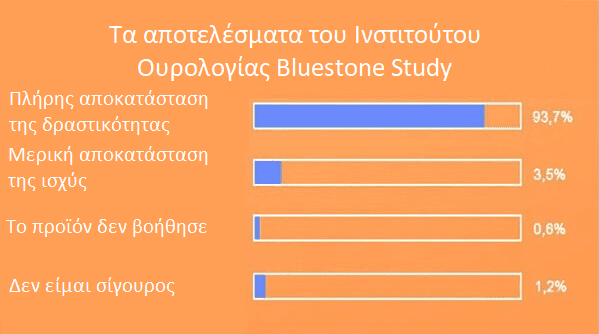 Τα αποτελέσματα του Ινστιτούτου
Ουρολογίας Bluestone Study
Πλήρης αποκατάσταση
της δραστικότητας
93,7%
Μερική αποκατάσταση
της ισχύς
3,5%
Το προϊόν δεν βοήθησε
0,6%
Δεν είμαι σίγουρος
1,2%